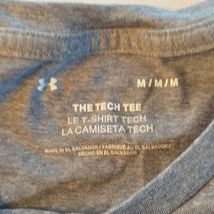 M/M/M
THE TECH TEE
LE T-SHIRT TECH
LA CAMISETA TECH
MADE IN EL SALVADOR / FABRIQUÉ AU EL SALVADOR /
HECHO EN EL SALVADOR